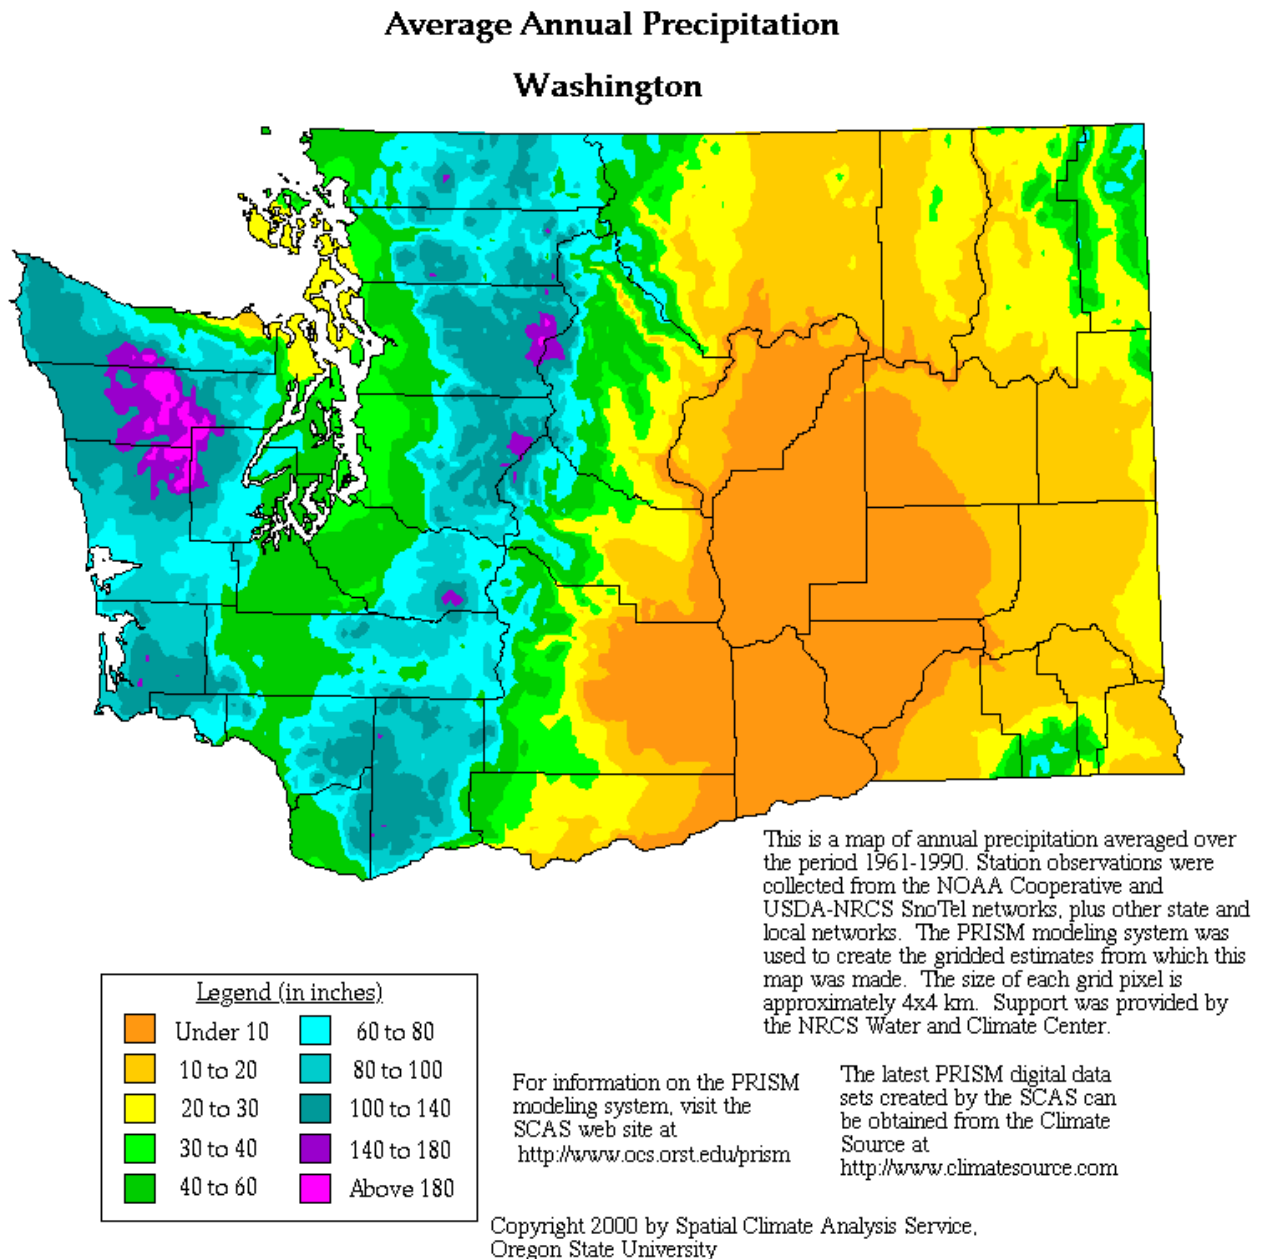 Average Annual Precipitation
Washington
This is a map of annual precipitation averaged over
the period 1961-1990. Station observations were
collected from the NOAA Cooperative and
USDA-NRCS SnoTel networks, plus other state and
local networks. The PRISM modeling system was
used to create the gridded estimates from which this
map was made. The size of each grid pixel is
approximately 4x4 km. Support was provided by
the NRCS Water and Climate Center.
Legend (in inches)
Under 10
10 to 20
20 to 30
30 to 40
40 to 60
60 to 80
80 to 100
100 to 140
140 to 180
Above 180
For information on the PRISM
modeling system, visit the
SCAS web site at
http://www.ocs.orst.edu/prism
The latest PRISM digital data
sets created by the SCAS can
be obtained from the Climate
Source at
http://www.climatesource.com
Copyright 2000 by Spatial Climate Analysis Service,
Oregon State University